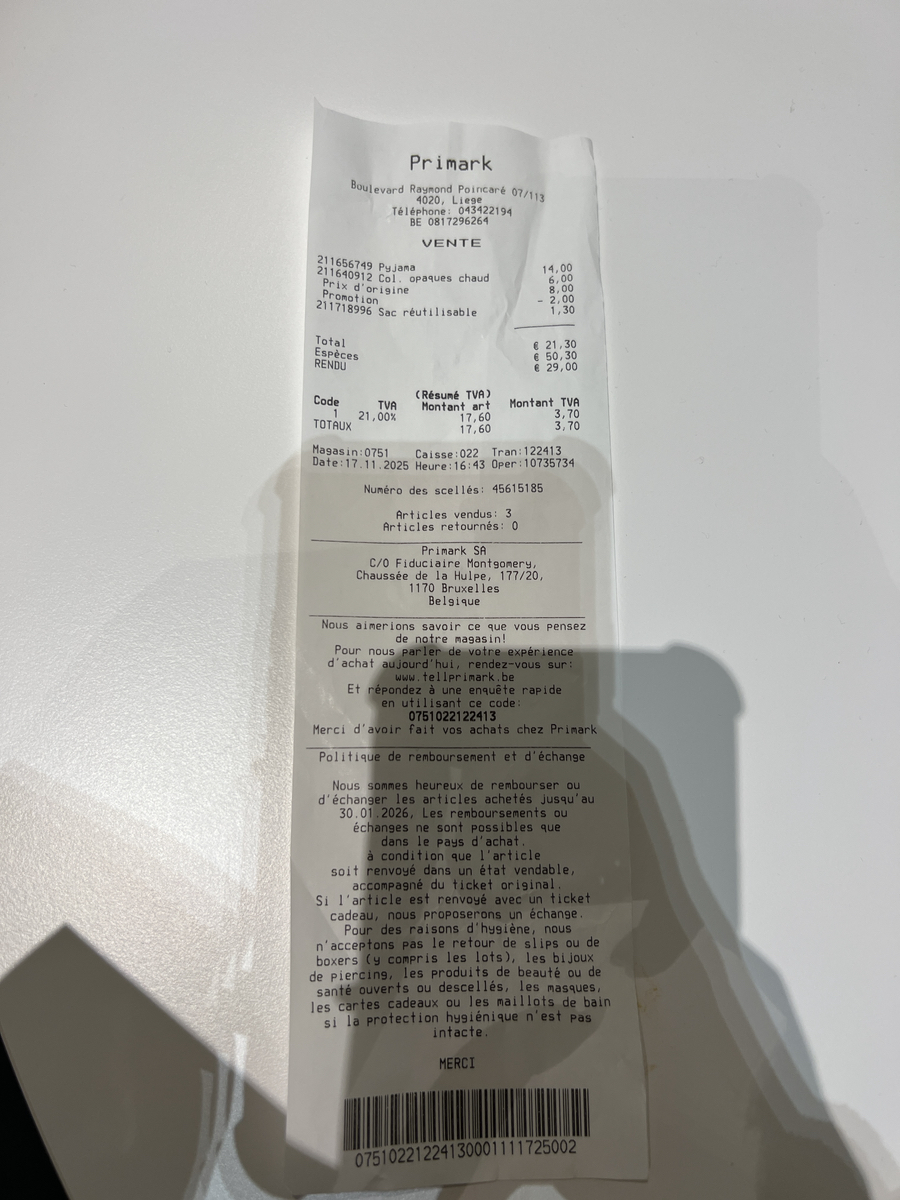 Primark
Boulevard Raymond Poincaré 07/113
4020, Liege
Téléphone: 043422194
BE 0817296264
VENTE
211656749 Pyjama 14,00
211640912 Col. opaques chaud 6,00
Prix d'origine 8,00
Promotion - 2,00
211718996 Sac réutilisable 1,30
Total € 21,30
Espèces € 50,30
RENDU € 29,00
(Résumé TVA)
Code TVA Montant art Montant TVA
1 21,00% 17,60 3,70
TOTAUX 17,60 3,70
Magasin:0751 Caisse:022 Tran:122413
Date:17.11.2025 Heure:16:43 Oper:10735734
Numéro des scellés: 45615185
Articles vendus: 3
Articles retournés: 0
Primark SA
C/O Fiduciaire Montgomery,
Chaussée de la Hulpe, 177/20,
1170 Bruxelles
Belgique
Nous aimerions savoir ce que vous pensez
de notre magasin!
Pour nous parler de votre expérience
d'achat aujourd'hui, rendez-vous sur:
www.tellprimark.be
Et répondez à une enquête rapide
en utilisant ce code:
0751022122413
Merci d'avoir fait vos achats chez Primark
Politique de remboursement et d'échange
Nous sommes heureux de rembourser ou
d'échanger les articles achetés jusqu'au
30.01.2026, Les remboursements ou
échanges ne sont possibles que
dans le pays d'achat.
à condition que l'article
soit renvoyé dans un état vendable,
accompagné du ticket original.
Si l'article est renvoyé avec un ticket
cadeau, nous proposerons un échange.
Pour des raisons d'hygiène, nous
n'acceptons pas le retour de slips ou de
boxers (y compris les lots), les bijoux
de piercing, les produits de beauté ou de
santé ouverts ou descellés, les masques,
les cartes cadeaux ou les maillots de bain
si la protection hygiénique n'est pas
intacte.
MERCI
07510221224130001111725002